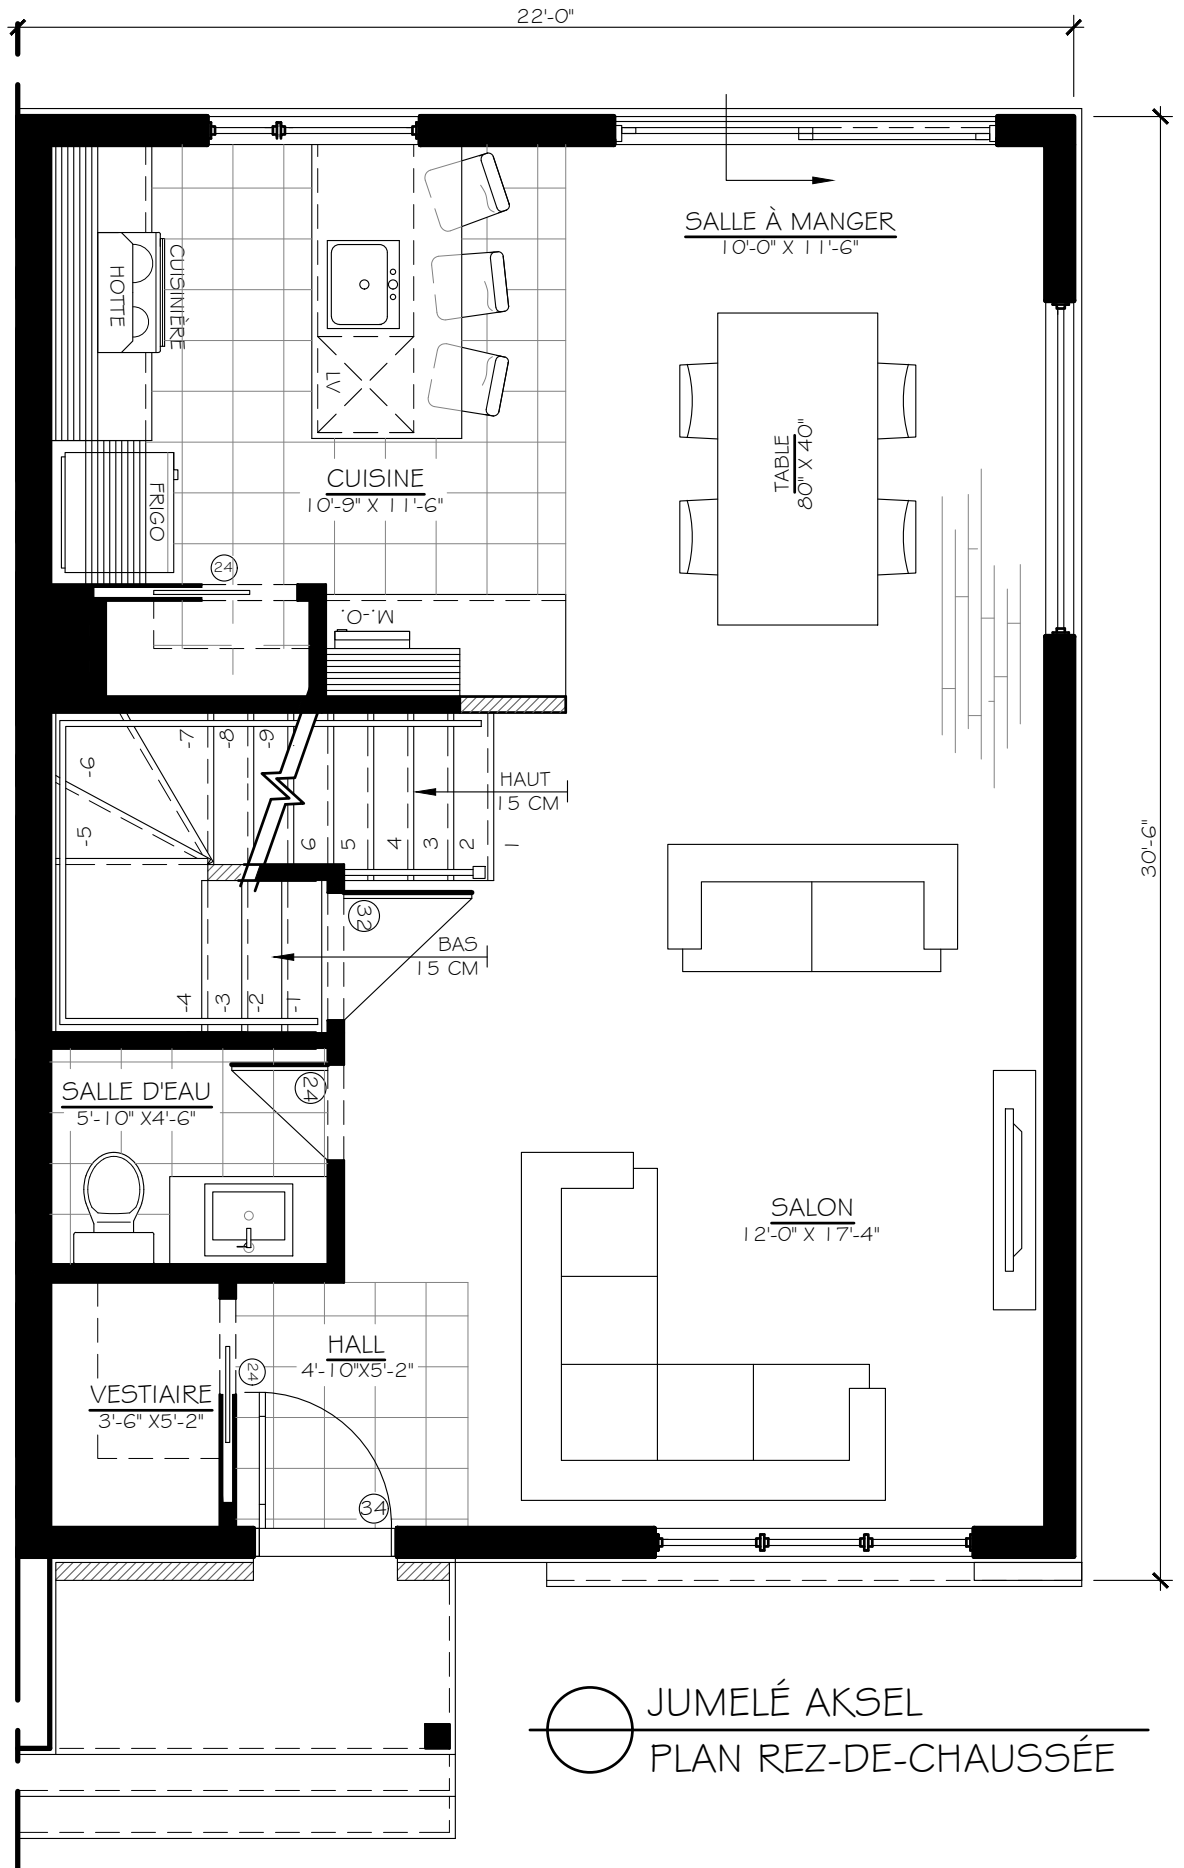 22'-0"
SALLE À MANGER
10'-0" X 11'-6"
CUISINIÈRE
HOTTE
LV
TABLE
80" X 40"
CUISINE
10'-9" X 11'-6"
FRIGO
24
M.-O.
-7
-8
-9
-6
-5
HAUT
15 CM
6
5
4
3
2
1
30'-6"
32
BAS
15 CM
-4
-3
-2
-1
SALLE D'EAU
5'-10" X4'-6"
24
SALON
12'-0" X 17'-4"
HALL
4'-10"X5'-2"
24
VESTIAIRE
3'-6" X5'-2"
34
JUMELÉ AKSEL
PLAN REZ-DE-CHAUSSÉE